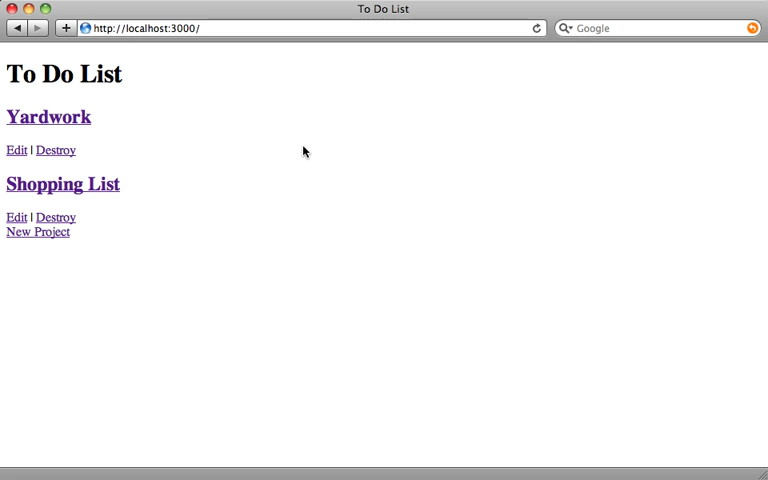 To Do List
http://localhost:3000/
Google
To Do List
Yardwork
Edit | Destroy
Shopping List
Edit | Destroy
New Project